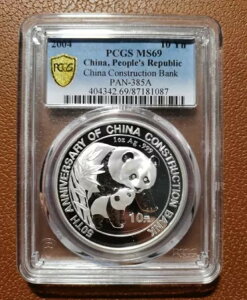 2004 10 Yn
PCGS MS69
China, People's Republic
China Construction Bank
PAN-385A
404342.69/87181087
PCGS
50TH ANNIVERSARY OF CHINA CONSTRUCTION BANK
1oz Ag .999
10元